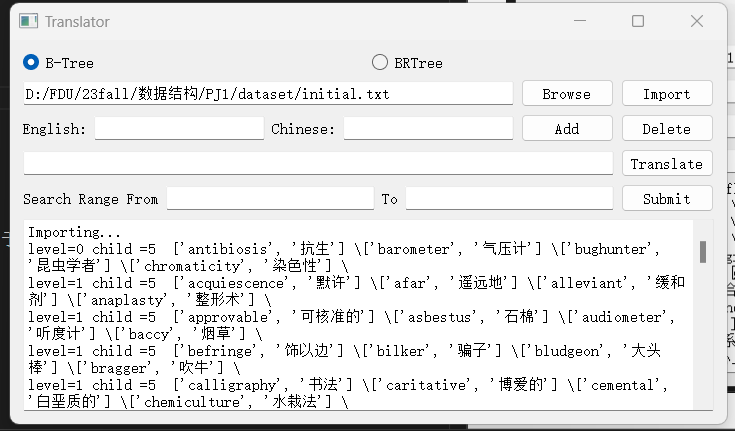 Translator
B-Tree BRTree
D:/FDU/23fall/数据结构/PJ1/dataset/initial.txt Browse Import
English: Chinese: Add Delete
Translate
Search Range From To Submit
Importing...
level=0 child =5 ['antibiosis', '抗生'] \['barometer', '气压计'] \['bughunter',
'昆虫学者'] \['chromaticity', '染色性'] \
level=1 child =5 ['acquiescence', '默许'] \['afar', '遥远地'] \['alleviant', '缓和
剂'] \['anaplasty', '整形术'] \
level=1 child =5 ['approvable', '可核准的'] \['asbestus', '石棉'] \['audiometer',
'听度计'] \['baccy', '烟草'] \
level=1 child =5 ['befringe', '饰以边'] \['bilker', '骗子'] \['bludgeon', '大头
棒'] \['bragger', '吹牛'] \
level=1 child =5 ['calligraphy', '书法'] \['caritative', '博爱的'] \['cemental',
'白垩质的'] \['chemiculture', '水栽法'] \